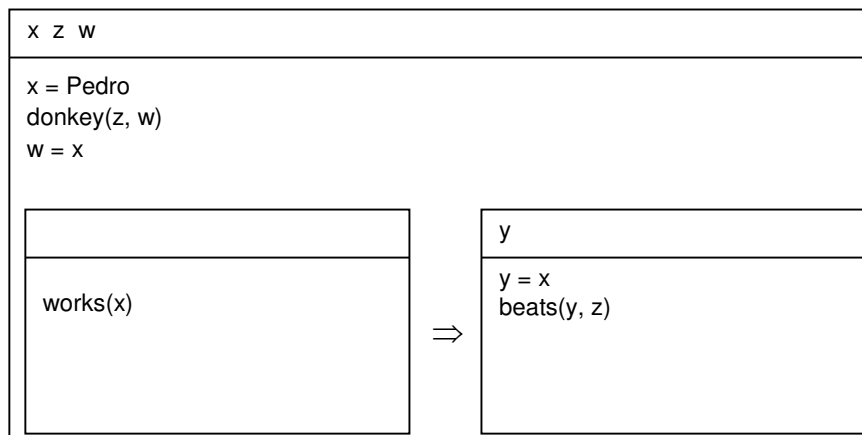 x z w
x = Pedro
donkey(z, w)
w = x
works(x)
⇒
y
y = x
beats(y, z)